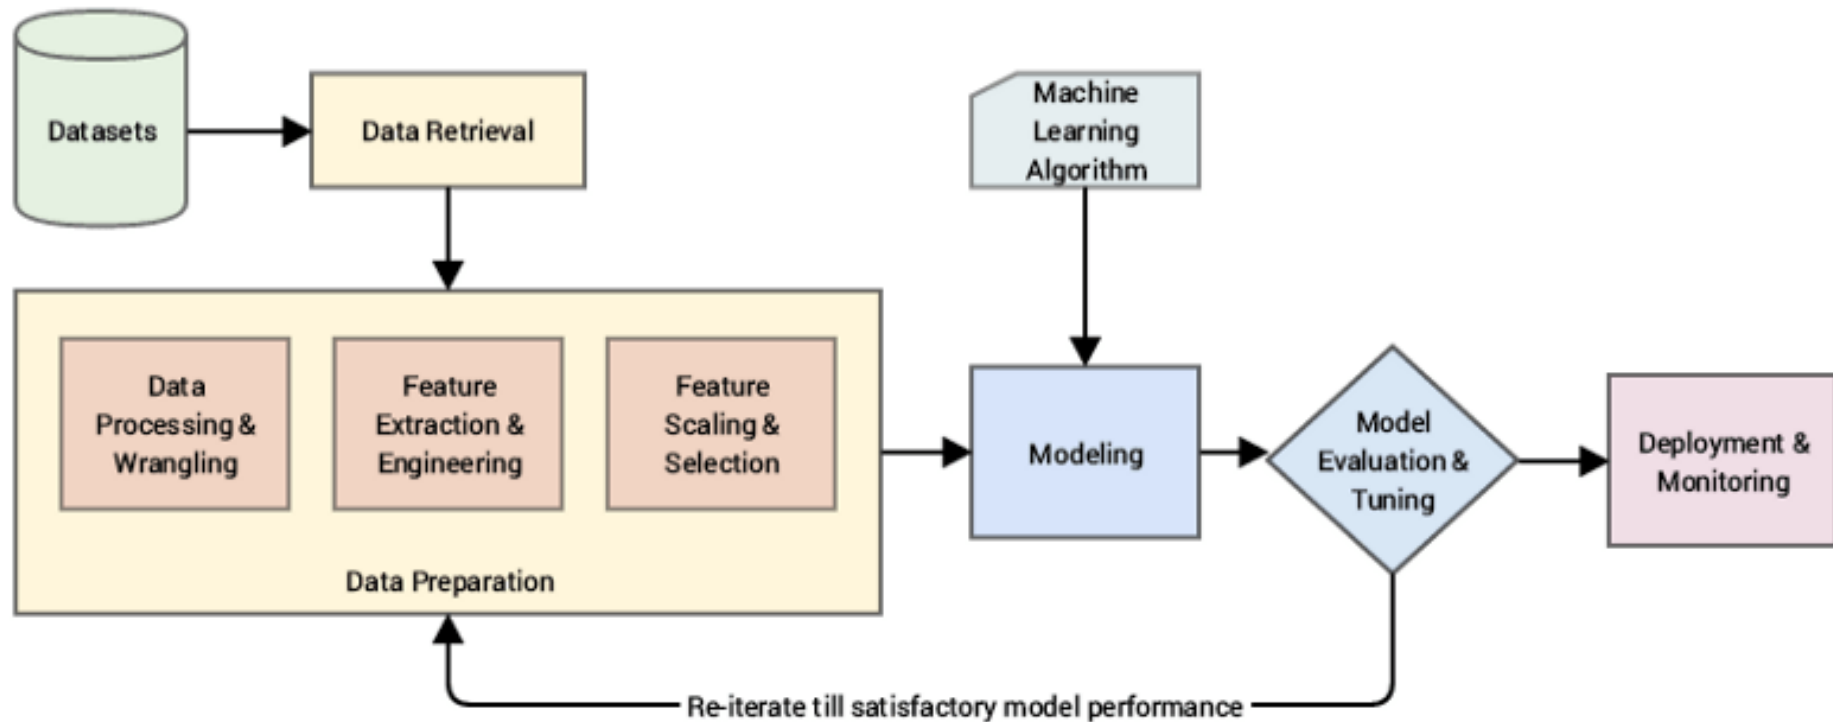 Datasets
Data Retrieval
Machine
Learning
Algorithm
Data
Processing &
Wrangling
Feature
Extraction &
Engineering
Feature
Scaling &
Selection
Data Preparation
Modeling
Model
Evaluation &
Tuning
Deployment &
Monitoring
Re-iterate till satisfactory model performance